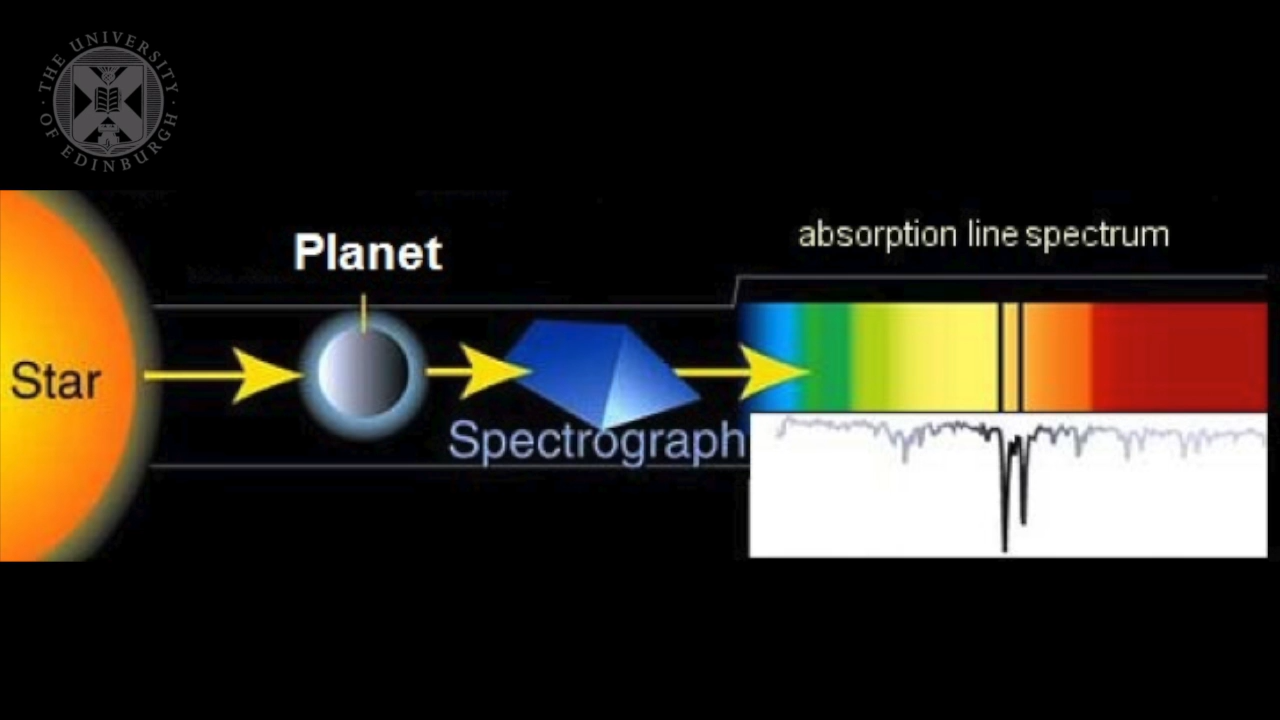 THE UNIVERSITY
OF EDINBURGH
Planet
absorption line spectrum
Star
Spectrograph